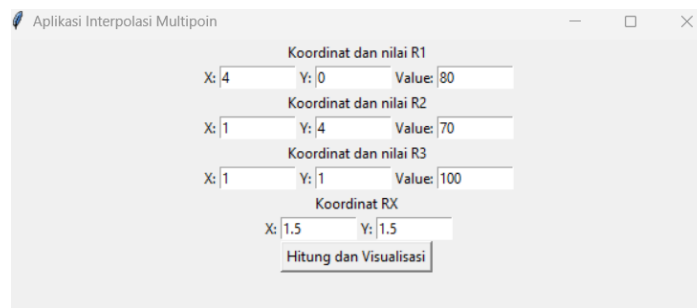 Aplikasi Interpolasi Multipoin
Koordinat dan nilai R1
X: 4 Y: 0 Value: 80
Koordinat dan nilai R2
X: 1 Y: 4 Value: 70
Koordinat dan nilai R3
X: 1 Y: 1 Value: 100
Koordinat RX
X: 1.5 Y: 1.5
Hitung dan Visualisasi